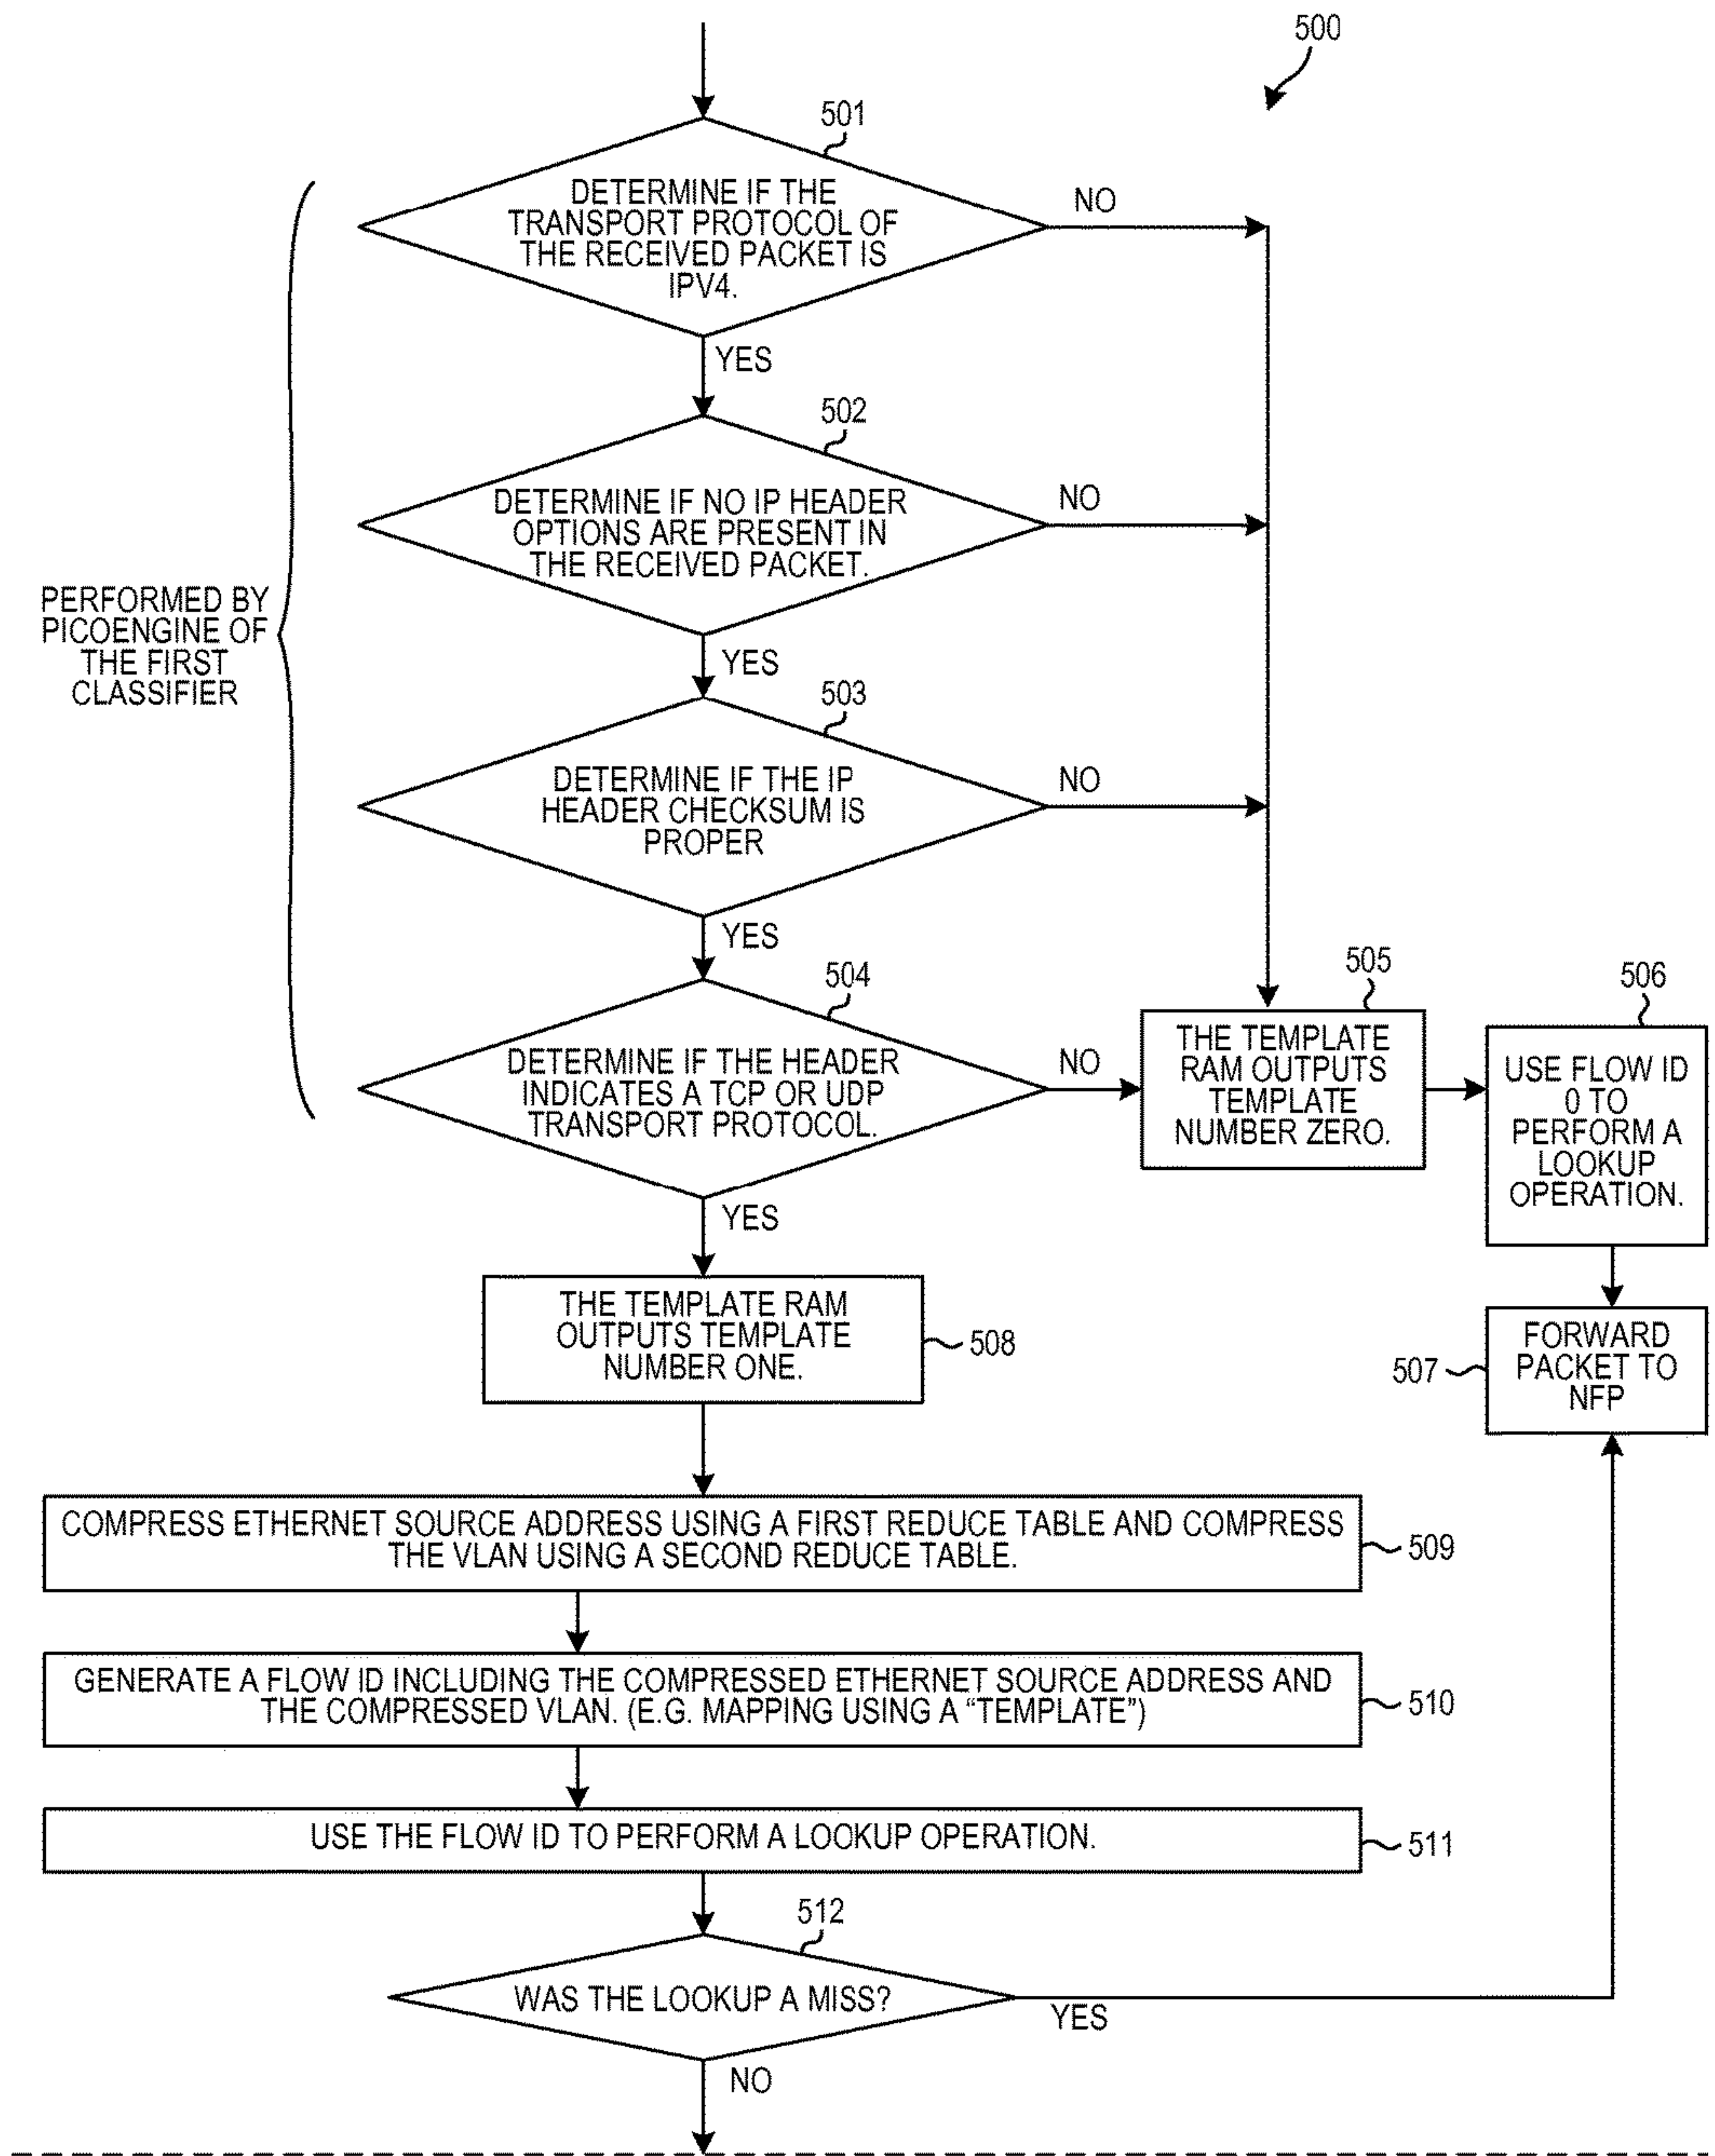 500
501
DETERMINE IF THE
TRANSPORT PROTOCOL OF
THE RECEIVED PACKET IS
IPV4.
NO
YES
502
DETERMINE IF NO IP HEADER
OPTIONS ARE PRESENT IN
THE RECEIVED PACKET.
NO
PERFORMED BY
PICOENGINE OF
THE FIRST
CLASSIFIER
YES
503
DETERMINE IF THE IP
HEADER CHECKSUM IS
PROPER
NO
YES
504
DETERMINE IF THE HEADER
INDICATES A TCP OR UDP
TRANSPORT PROTOCOL.
NO
505
THE TEMPLATE
RAM OUTPUTS
TEMPLATE
NUMBER ZERO.
506
USE FLOW ID
0 TO
PERFORM A
LOOKUP
OPERATION.
YES
THE TEMPLATE RAM
OUTPUTS TEMPLATE
NUMBER ONE.
508
507
FORWARD
PACKET TO
NFP
COMPRESS ETHERNET SOURCE ADDRESS USING A FIRST REDUCE TABLE AND COMPRESS
THE VLAN USING A SECOND REDUCE TABLE.
509
GENERATE A FLOW ID INCLUDING THE COMPRESSED ETHERNET SOURCE ADDRESS AND
THE COMPRESSED VLAN. (E.G. MAPPING USING A “TEMPLATE”)
510
USE THE FLOW ID TO PERFORM A LOOKUP OPERATION.
511
512
WAS THE LOOKUP A MISS?
YES
NO